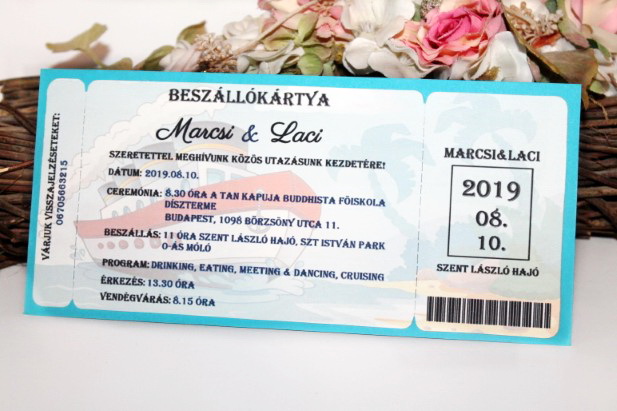 VÁRJUK VISSZAJELZÉSETEKET:
06705663215
BESZÁLLÓKÁRTYA
Marcsi & Laci
SZERETETTEL MEGHÍVUNK KÖZÖS UTAZÁSUNK KEZDETÉRE!
DÁTUM: 2019.08.10.
CEREMÓNIA: 8.30 ÓRA A TAN KAPUJA BUDDHISTA FŐISKOLA
DÍSZTERME
BUDAPEST, 1098 BÖRZSÖNY UTCA 11.
BESZÁLLÁS: 11 ÓRA SZENT LÁSZLÓ HAJÓ, SZT ISTVÁN PARK
0-ÁS MÓLÓ
PROGRAM: DRINKING, EATING, MEETING & DANCING, CRUISING
ÉRKEZÉS: 13.30 ÓRA
VENDÉGVÁRÁS: 8.15 ÓRA
MARCSI&LACI
2019
08.
10.
SZENT LÁSZLÓ HAJÓ